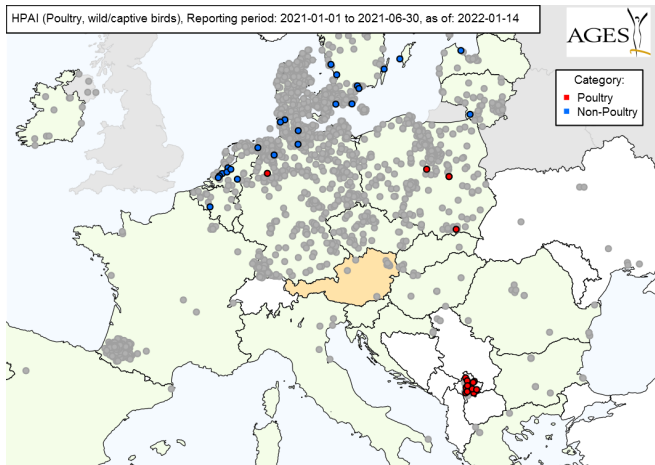 HPAI (Poultry, wild/captive birds), Reporting period: 2021-01-01 to 2021-06-30, as of: 2022-01-14
AGES
Category:
Poultry
Non-Poultry